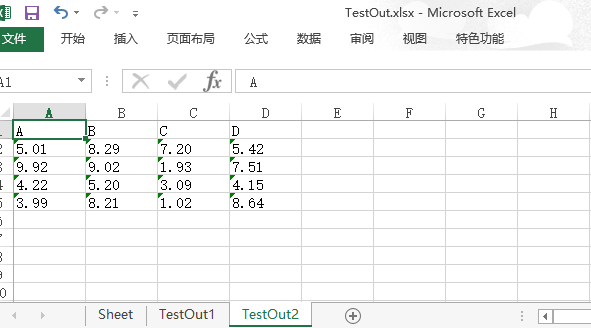 TestOut.xlsx - Microsoft Excel
文件 开始 插入 页面布局 公式 数据 审阅 视图 特色功能
A1 fx A
A B C D E F G H
1 A B C D
2 5.01 8.29 7.20 5.42
3 9.92 9.02 1.93 7.51
4 4.22 5.20 3.09 4.15
5 3.99 8.21 1.02 8.64
6
7
8
9
10
Sheet TestOut1 TestOut2